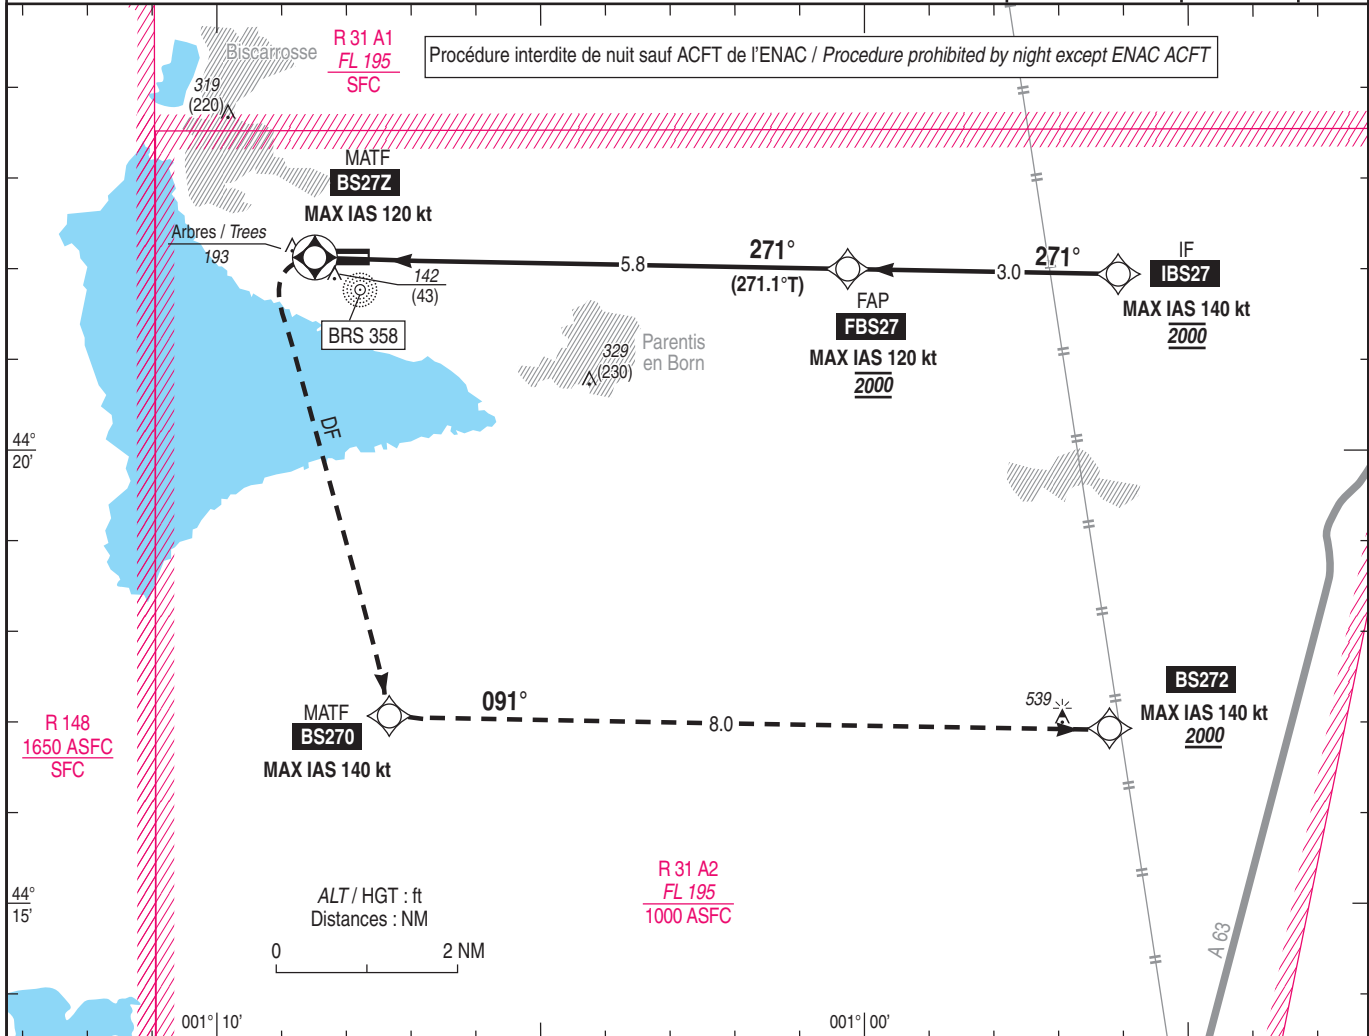 Procédure interdite de nuit sauf ACFT de l'ENAC / Procedure prohibited by night except ENAC ACFT
R 31 A1
FL 195
SFC
Biscarrosse
319
(220)
MATF
BS27Z
MAX IAS 120 kt
Arbres / Trees
193
142
(43)
BRS 358
5.8
271°
(271.1°T)
3.0
271°
IF
IBS27
MAX IAS 140 kt
2000
FAP
FBS27
MAX IAS 120 kt
2000
Parentis
en Born
329
(230)
DF
44°
20'
MATF
BS270
MAX IAS 140 kt
091°
8.0
539
BS272
MAX IAS 140 kt
2000
R 148
1650 ASFC
SFC
R 31 A2
FL 195
1000 ASFC
ALT / HGT : ft
Distances : NM
0 2 NM
44°
15'
A 63
001° 10'
001° 00'